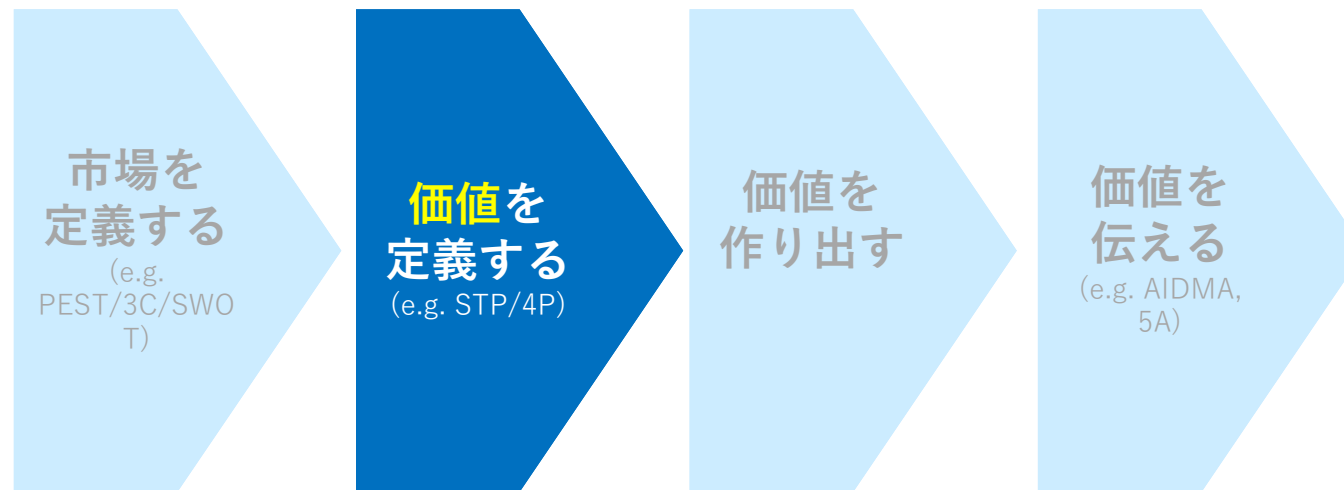 市場を
定義する
(e.g.
PEST/3C/SWO
T)
価値を
定義する
(e.g. STP/4P)
価値を
作り出す
価値を
伝える
(e.g. AIDMA,
5A)